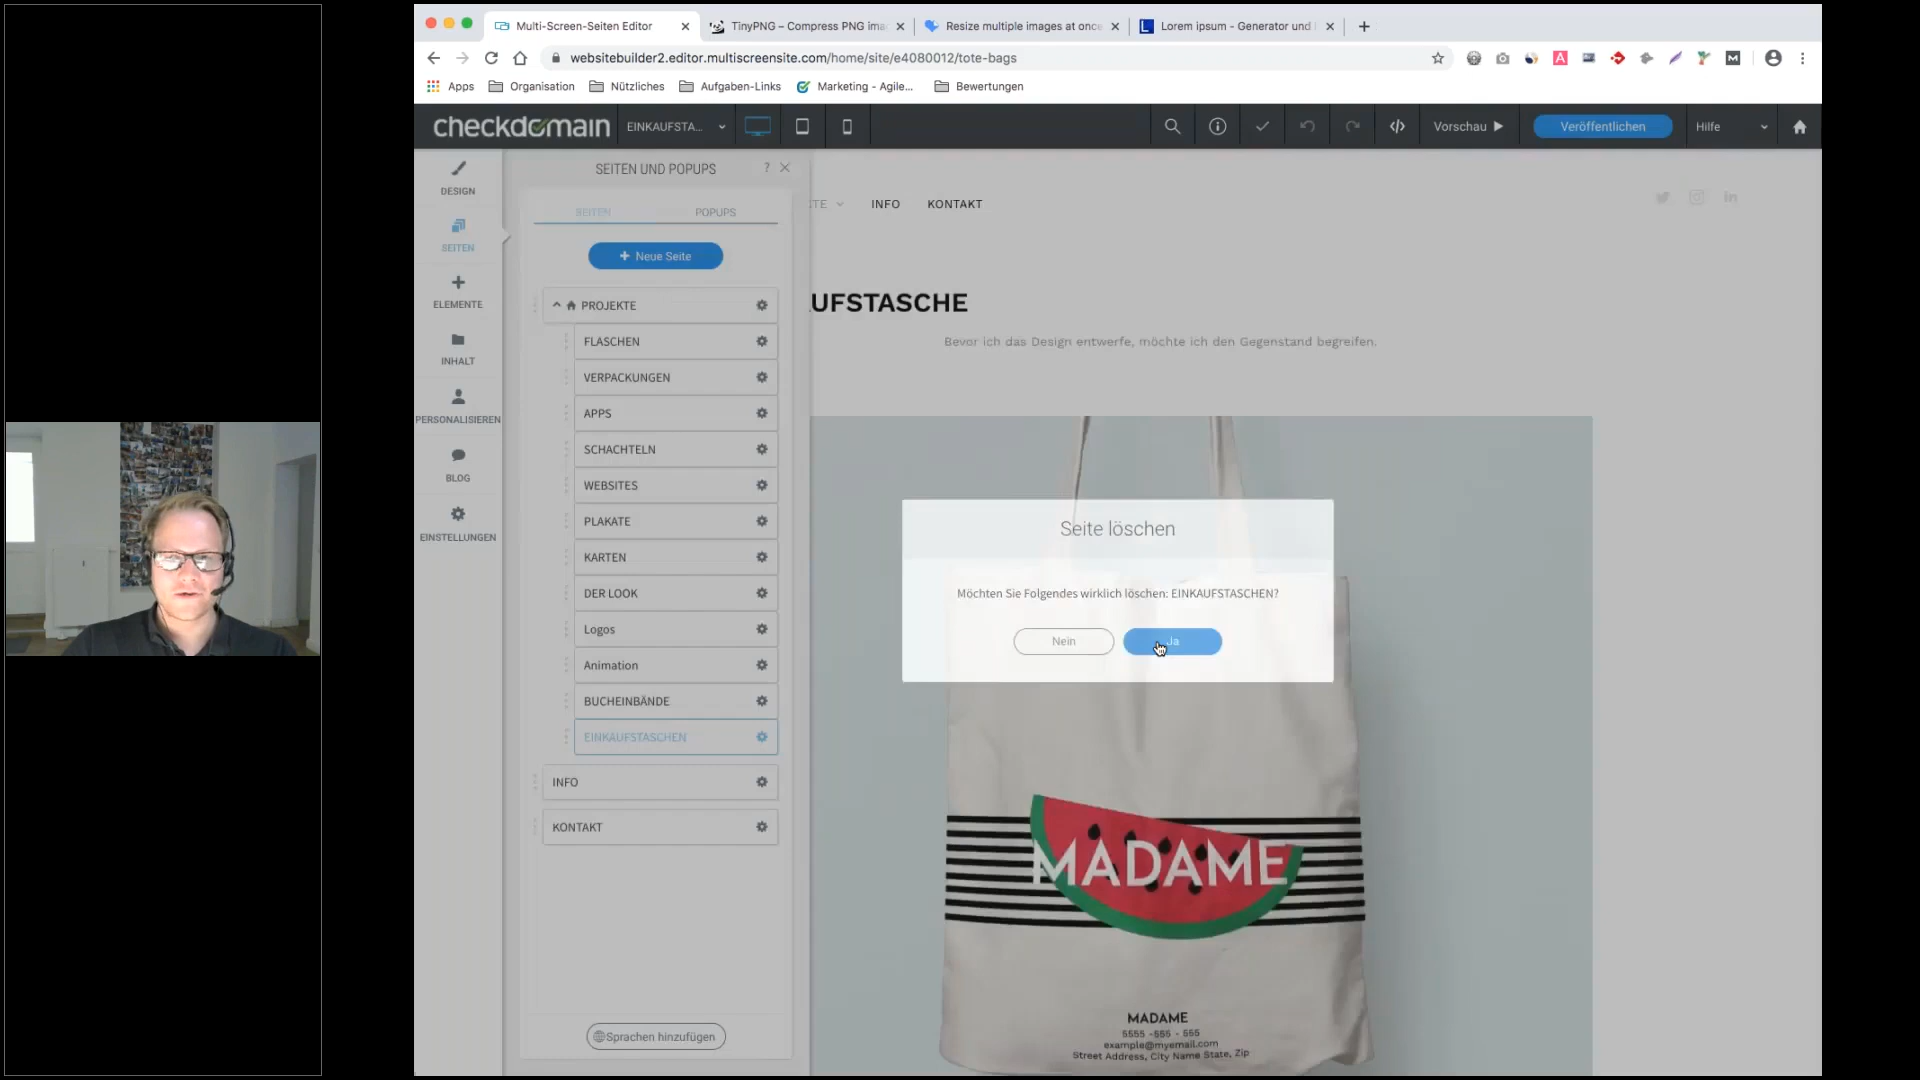 Multi-Screen-Seiten Editor
TinyPNG – Compress PNG ima
Resize multiple images at once
Lorem ipsum - Generator und
websitebuilder2.editor.multiscreensite.com/home/site/e4080012/tote-bags
Apps
Organisation
Nützliches
Aufgaben-Links
Marketing - Agile...
Bewertungen
checkdomain
EINKAUFSTA...
Vorschau
Veröffentlichen
Hilfe
DESIGN
SEITEN
ELEMENTE
INHALT
PERSONALISIEREN
BLOG
EINSTELLUNGEN
SEITEN UND POPUPS
?
SEITEN
POPUPS
+ Neue Seite
PROJEKTE
FLASCHEN
VERPACKUNGEN
APPS
SCHACHTELN
WEBSITES
PLAKATE
KARTEN
DER LOOK
Logos
Animation
BUCHEINBÄNDE
EINKAUFSTASCHEN
INFO
KONTAKT
Sprachen hinzufügen
TE
INFO
KONTAKT
UFSTASCHE
Bevor ich das Design entwerfe, möchte ich den Gegenstand begreifen.
Seite löschen
Möchten Sie Folgendes wirklich löschen: EINKAUFSTASCHEN?
Nein
Ja
MADAME
MADAME
5555 -555 - 555
example@myemail.com
Street Address, City Name State, Zip